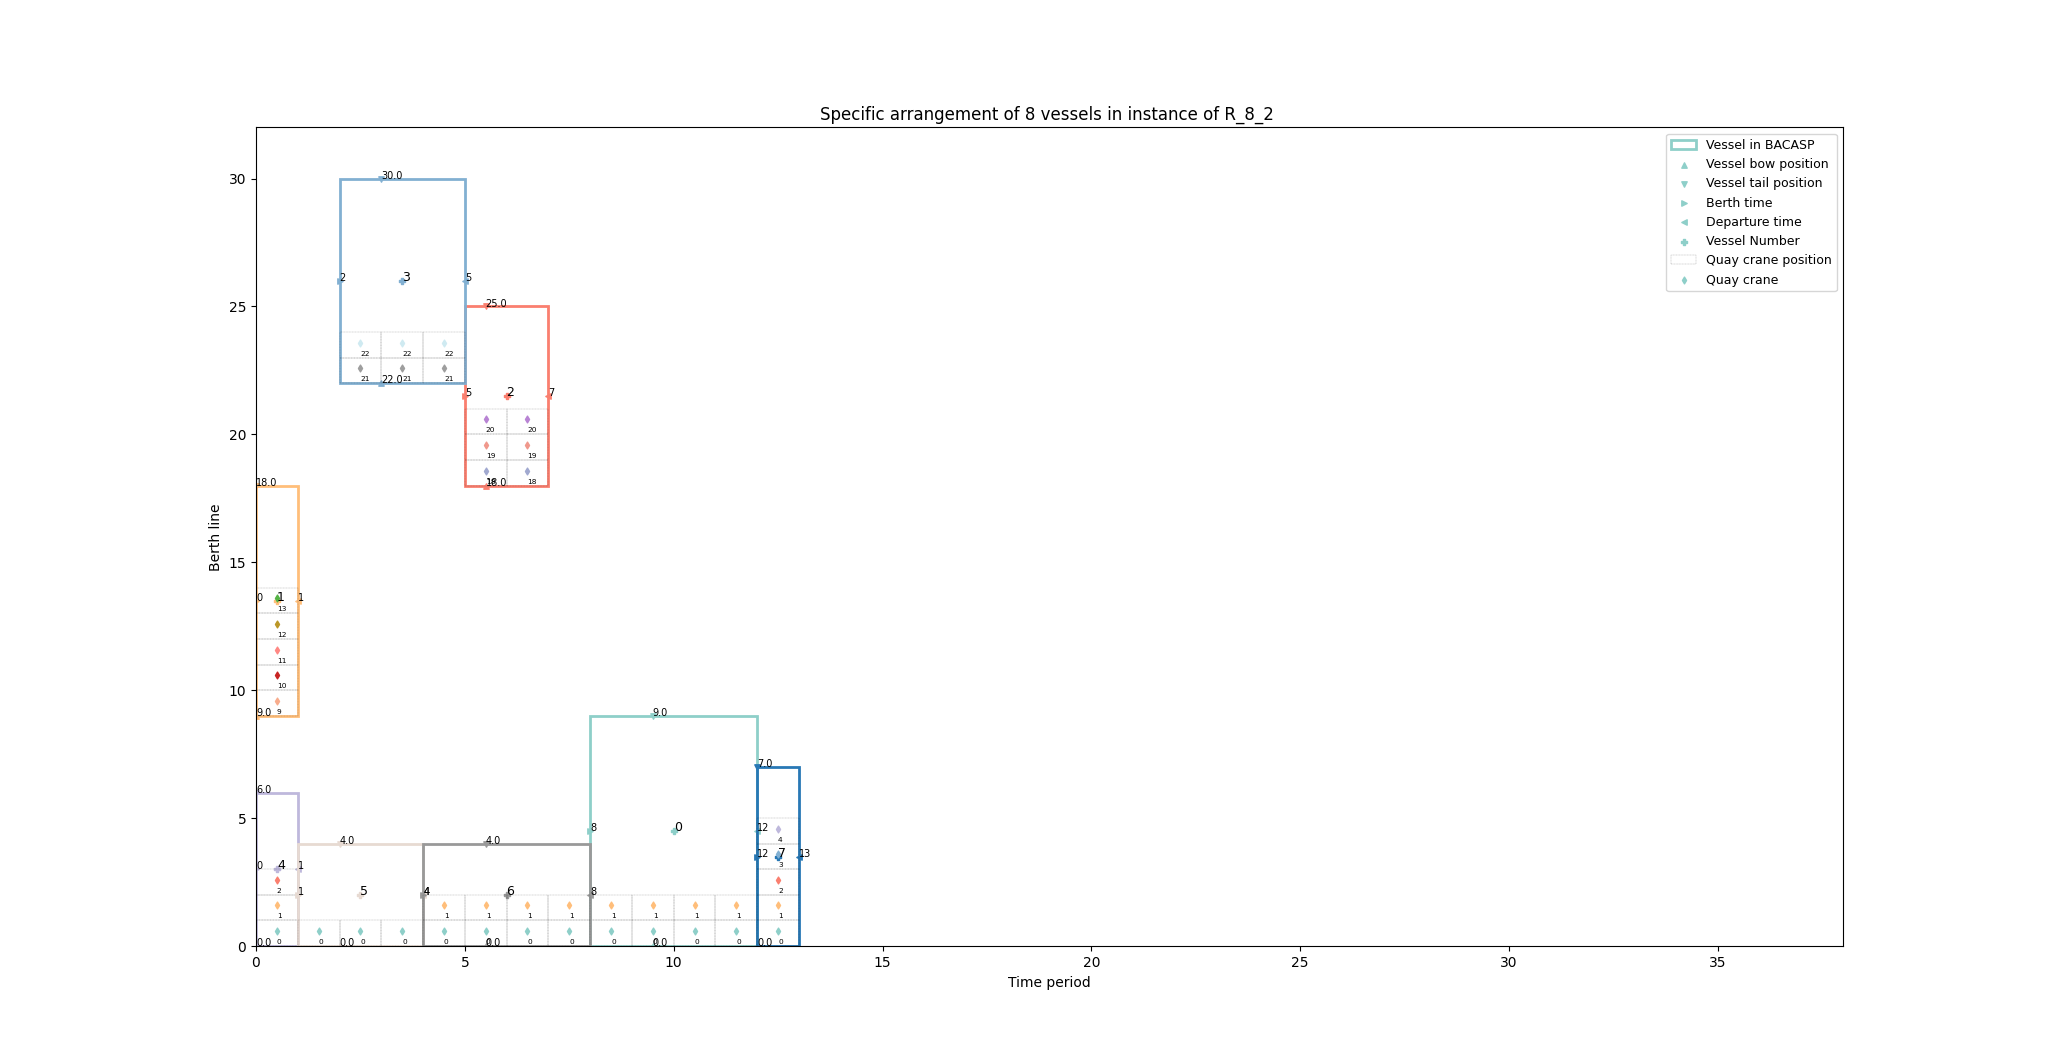 Specific arrangement of 8 vessels in instance of R_8_2
Vessel in BACASP
Vessel bow position
Vessel tail position
Berth time
Departure time
Vessel Number
Quay crane position
Quay crane
30
30.0
2 3 5
25
25.0
22 22 22
22.0 21 21 21
5 2 7
20
20 20
19 19
18 18
18.0
18.0
15
0 1 1
13
12
11
10
10
9.0 9
9.0
7.0
6.0
5
8 0 12
4
4.0 4.0
12 7 13
0 4 1
3
2 1 5 4 6 8 2
1 1 1 1 1 1 1 1 1 1
0.0 0 0 0.0 0 0 0 0.0 0 0 0 0 0.0 0 0 0.0 0
0
0 5 10 15 20 25 30 35
Time period
Berth line